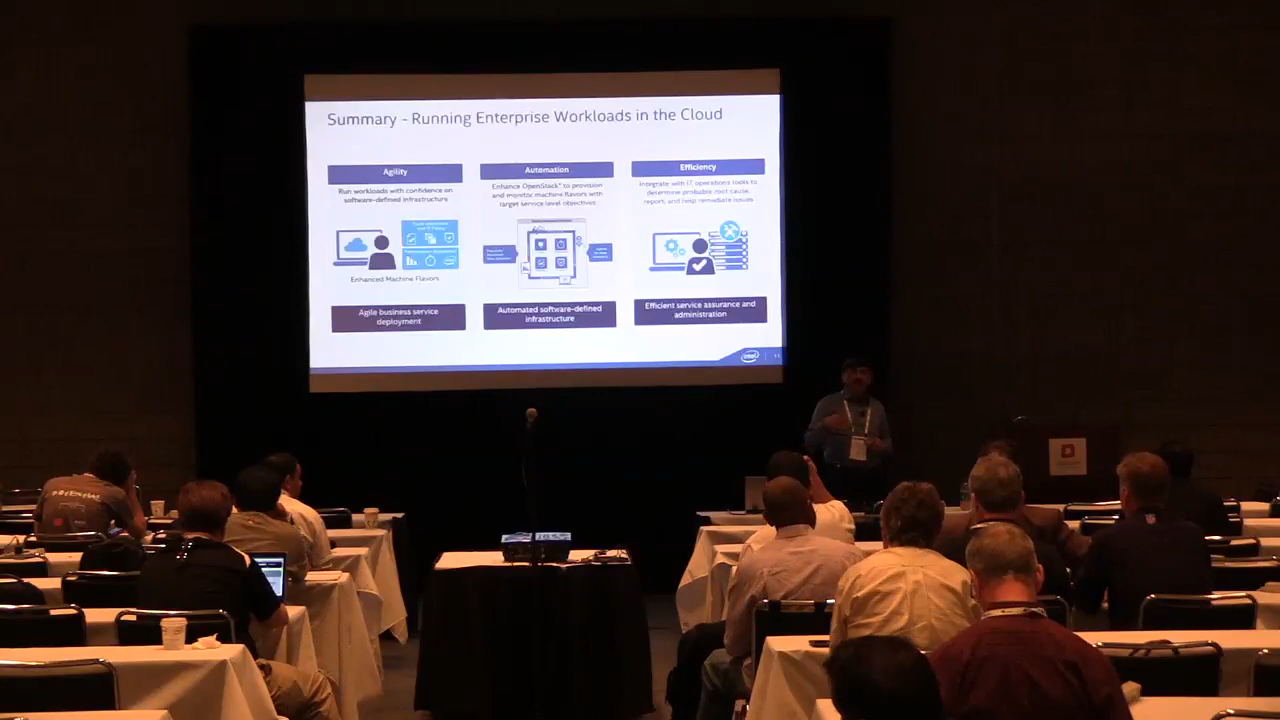 Summary - Running Enterprise Workloads in the Cloud
Agility
Run workloads with confidence on
software-defined infrastructure
Enhanced Machine Flavors
Agile business service
deployment
Automation
Enhance OpenStack™ to provision
and monitor machine flavors with
target service level objectives
Automated software-defined
infrastructure
Efficiency
Integrate with IT operations tools to
determine probable root cause,
report, and help remediate issues
Efficient service assurance and
administration
intel
11